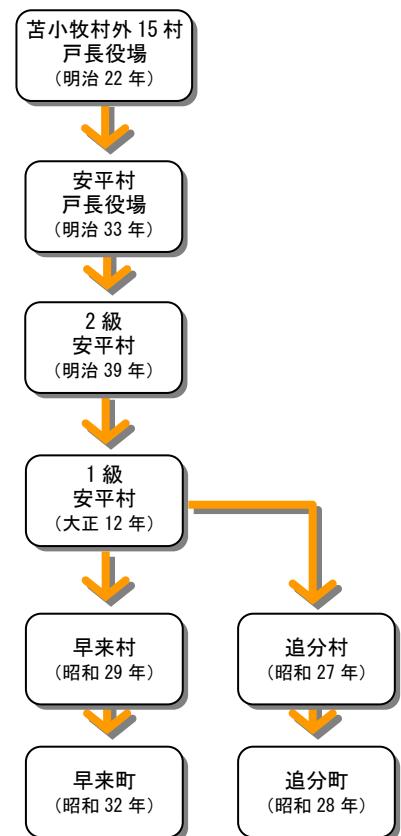 苫小牧村外 15 村
戸長役場
（明治 22 年）
安平村
戸長役場
（明治 33 年）
2 級
安平村
（明治 39 年）
1 級
安平村
（大正 12 年）
早来村
（昭和 29 年）
追分村
（昭和 27 年）
早来町
（昭和 32 年）
追分町
（昭和 28 年）